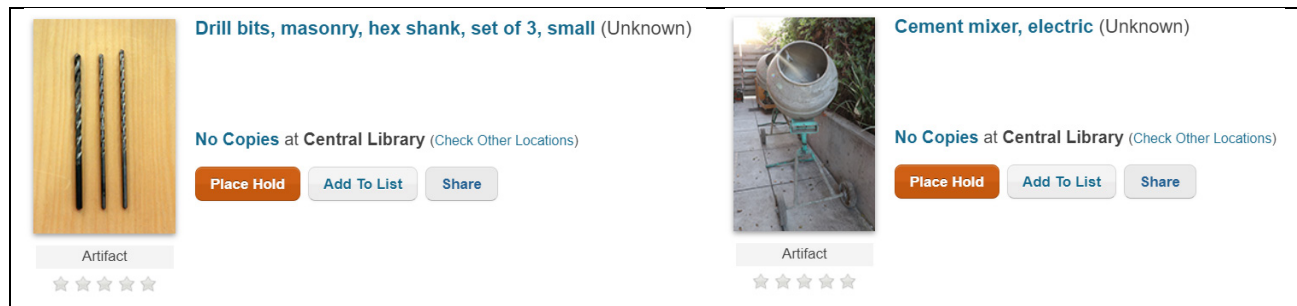 Drill bits, masonry, hex shank, set of 3, small (Unknown)
No Copies at Central Library (Check Other Locations)
Place Hold Add To List Share
Artifact
Cement mixer, electric (Unknown)
No Copies at Central Library (Check Other Locations)
Place Hold Add To List Share
Artifact